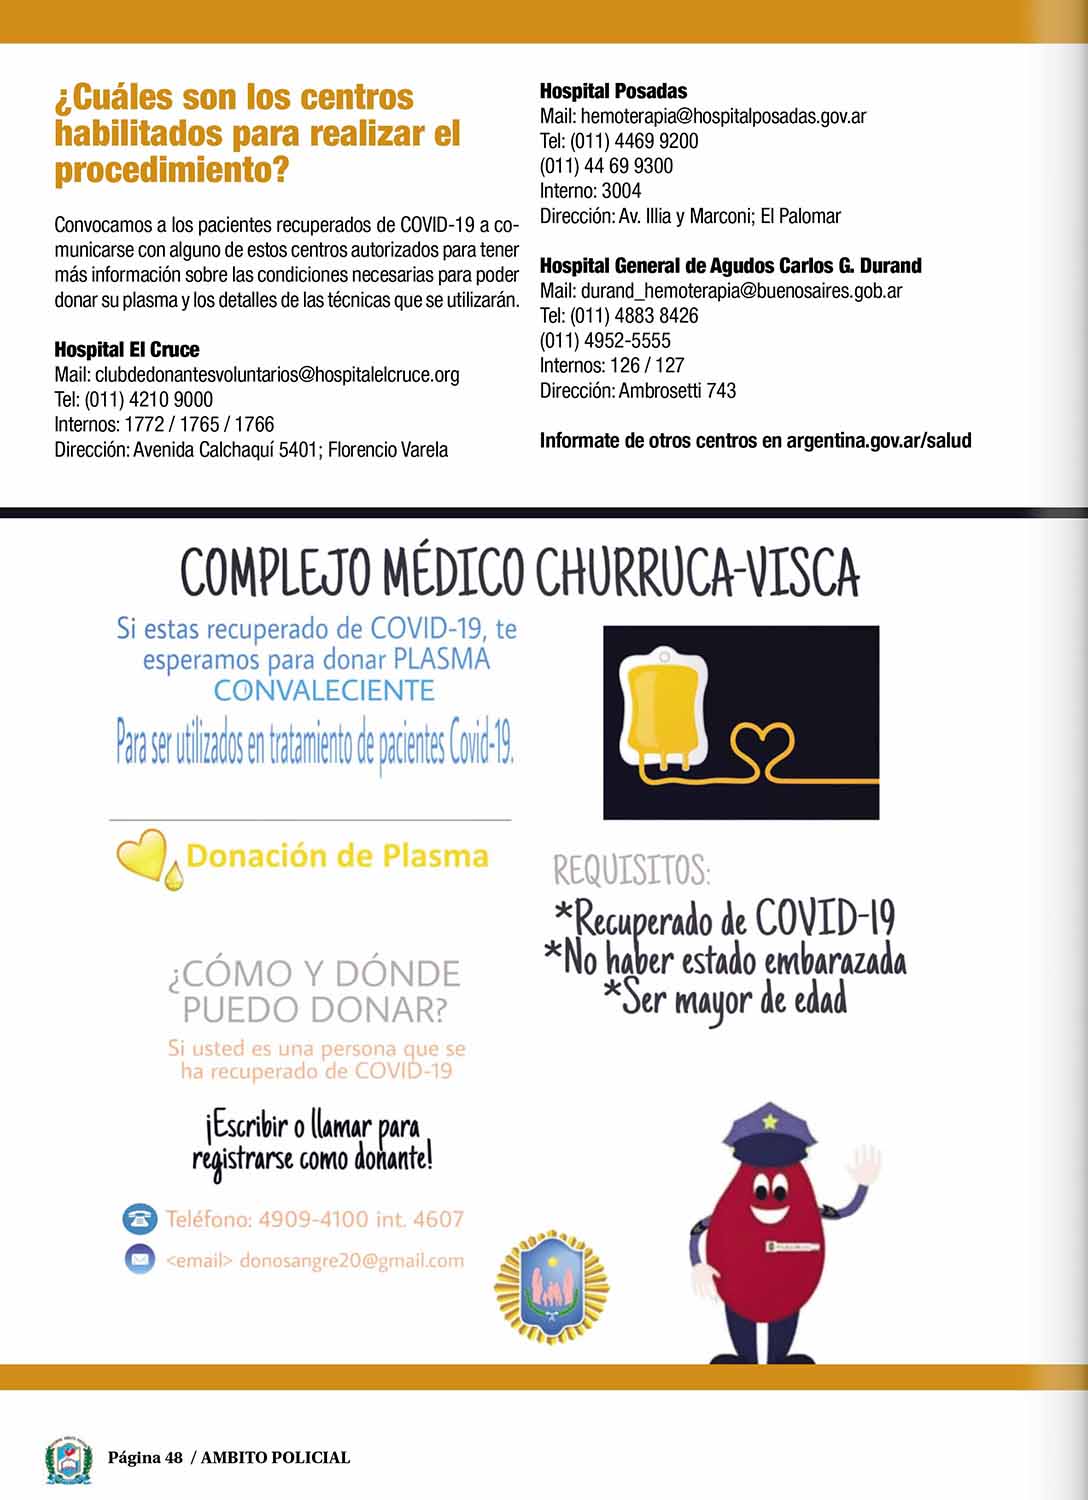 ¿Cuáles son los centros
habilitados para realizar el
procedimiento?
Convocamos a los pacientes recuperados de COVID-19 a co-
municarse con alguno de estos centros autorizados para tener
más información sobre las condiciones necesarias para poder
donar su plasma y los detalles de las técnicas que se utilizarán.
Hospital El Cruce
Mail: clubdedonantesvoluntarios@hospitalelcruce.org
Tel: (011) 4210 9000
Internos: 1772 / 1765 / 1766
Dirección: Avenida Calchaquí 5401; Florencio Varela
Hospital Posadas
Mail: hemoterapia@hospitalposadas.gov.ar
Tel: (011) 4469 9200
(011) 44 69 9300
Interno: 3004
Dirección: Av. Illia y Marconi; El Palomar
Hospital General de Agudos Carlos G. Durand
Mail: durand_hemoterapia@buenosaires.gob.ar
Tel: (011) 4883 8426
(011) 4952-5555
Internos: 126 / 127
Dirección: Ambrosetti 743
Informate de otros centros en argentina.gov.ar/salud
COMPLEJO MÉDICO CHURRUCA-VISCA
Si estas recuperado de COVID-19, te
esperamos para donar PLASMA
CONVALECIENTE
Para ser utilizados en tratamiento de pacientes Covid-19.
Donación de Plasma
¿CÓMO Y DÓNDE
PUEDO DONAR?
Si usted es una persona que se
ha recuperado de COVID-19
¡Escribir o llamar para
registrarse como donante!
Teléfono: 4909-4100 int. 4607
<email> donosangre20@gmail.com
REQUISITOS:
*Recuperado de COVID-19
*No haber estado embarazada
*Ser mayor de edad
Página 48 / AMBITO POLICIAL